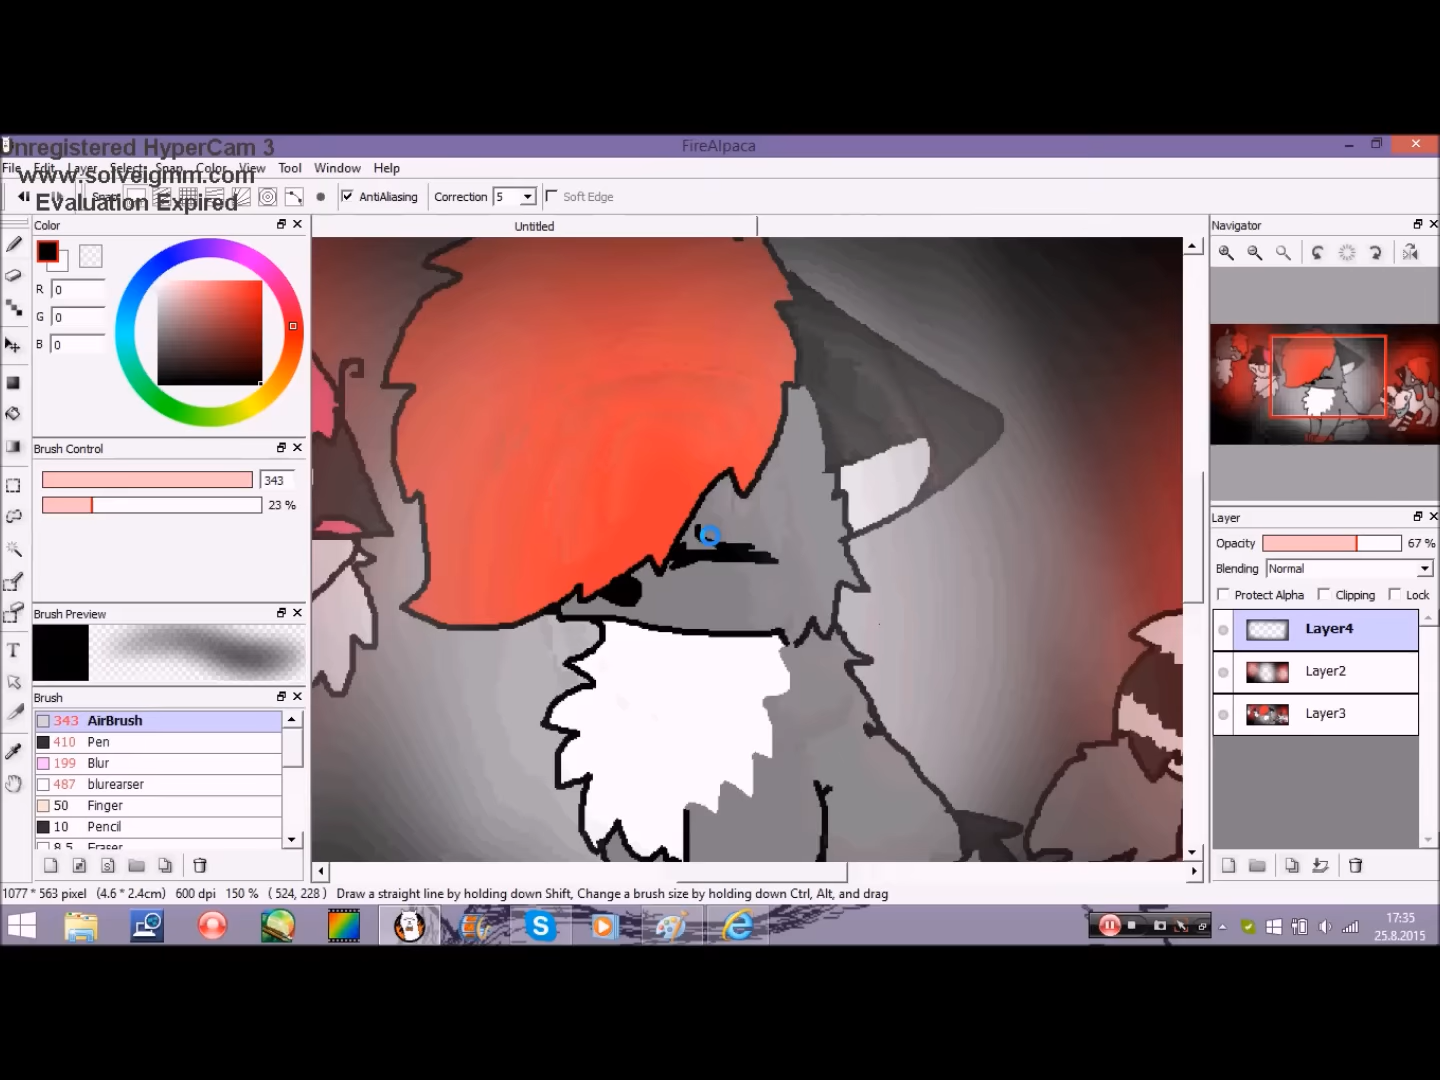 Unregistered HyperCam 3
FireAlpaca
File Edit Layer Select Snap Color View Tool Window Help
www.solveigmm.com
Snap AntiAliasing Correction 5 Soft Edge
Evaluation Expired
Color
Untitled
Navigator
R 0
G 0
B 0
Brush Control
343
23 %
Layer
Opacity 67 %
Blending Normal
Protect Alpha Clipping Lock
Brush Preview
Layer4
Layer2
Layer3
Brush
343 AirBrush
410 Pen
199 Blur
487 blurearser
50 Finger
10 Pencil
8.5 Eraser
1077 * 563 pixel (4.6 * 2.4cm) 600 dpi 150 % ( 524, 228 ) Draw a straight line by holding down Shift, Change a brush size by holding down Ctrl, Alt, and drag
17:35
25.8.2015